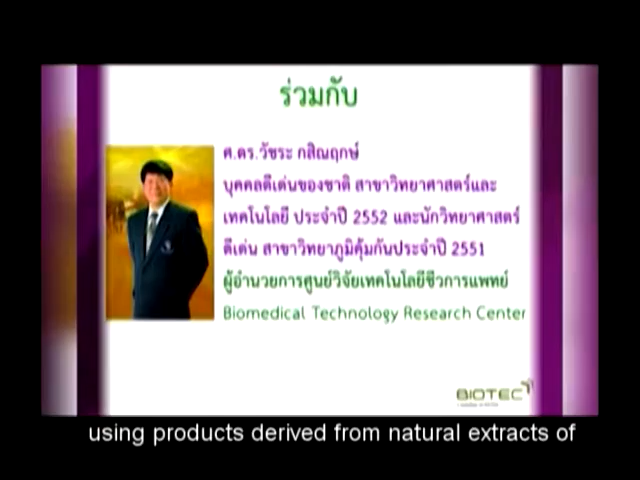 ร่วมกับ
ศ.ดร.วัชระ กสิณฤกษ์
บุคคลดีเด่นของชาติ สาขาวิทยาศาสตร์และ
เทคโนโลยี ประจำปี 2552 และนักวิทยาศาสตร์
ดีเด่น สาขาวิทยาภูมิคุ้มกันประจำปี 2551
ผู้อำนวยการศูนย์วิจัยเทคโนโลยีชีวการแพทย์
Biomedical Technology Research Center
BIOTEC
using products derived from natural extracts of